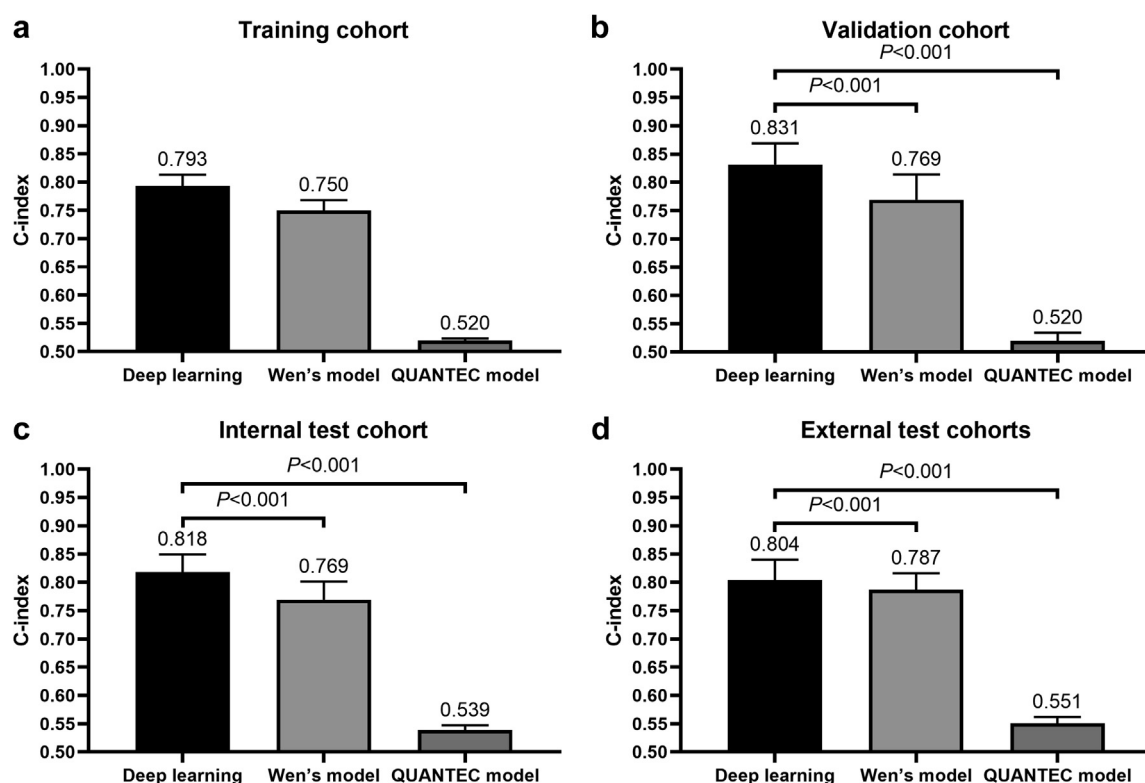 a
Training cohort
1.00
0.95
0.90
0.85
0.80
0.75
0.70
0.65
0.60
0.55
0.50
C-index
0.793
0.750
0.520
Deep learning
Wen's model
QUANTEC model
b
Validation cohort
P<0.001
P<0.001
1.00
0.95
0.90
0.85
0.80
0.75
0.70
0.65
0.60
0.55
0.50
C-index
0.831
0.769
0.520
Deep learning
Wen's model
QUANTEC model
c
Internal test cohort
P<0.001
P<0.001
1.00
0.95
0.90
0.85
0.80
0.75
0.70
0.65
0.60
0.55
0.50
C-index
0.818
0.769
0.539
Deep learning
Wen's model
QUANTEC model
d
External test cohorts
P<0.001
P<0.001
1.00
0.95
0.90
0.85
0.80
0.75
0.70
0.65
0.60
0.55
0.50
C-index
0.804
0.787
0.551
Deep learning
Wen's model
QUANTEC model